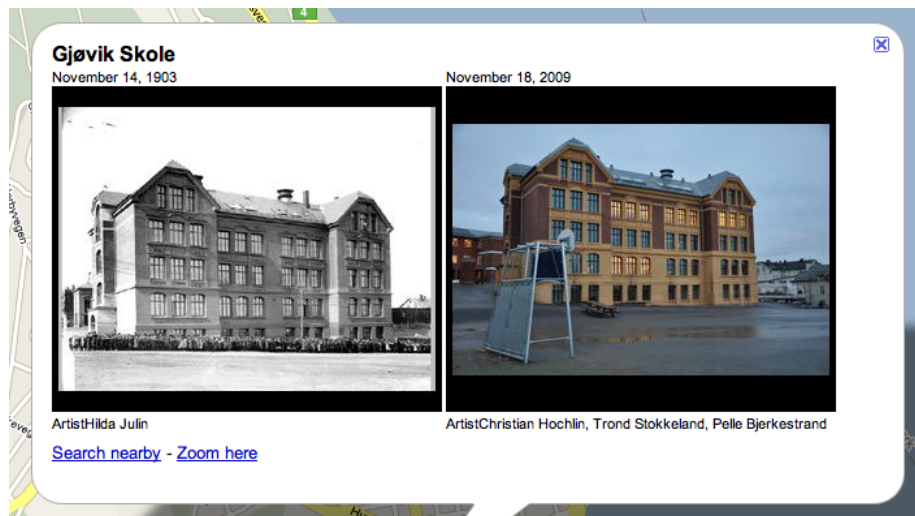 4
Gjøvik Skole
November 14, 1903
November 18, 2009
ArtistHilda Julin
ArtistChristian Hochlin, Trond Stokkeland, Pelle Bjerkestrand
Search nearby - Zoom here